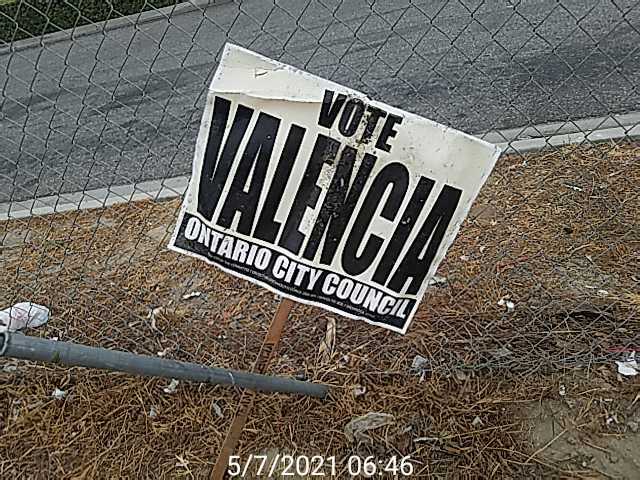 VOTE
VALENCIA
ONTARIO CITY COUNCIL
5/7/2021 06:46